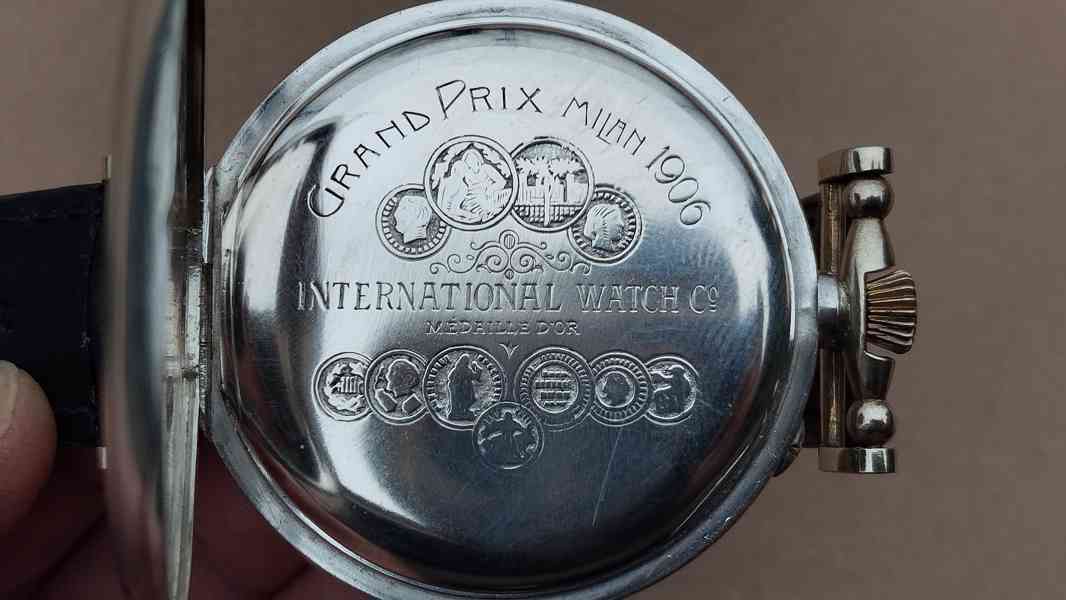 GRAND PRIX MILAN 1906
INTERNATIONAL WATCH Co
MÉDAILLE D'OR